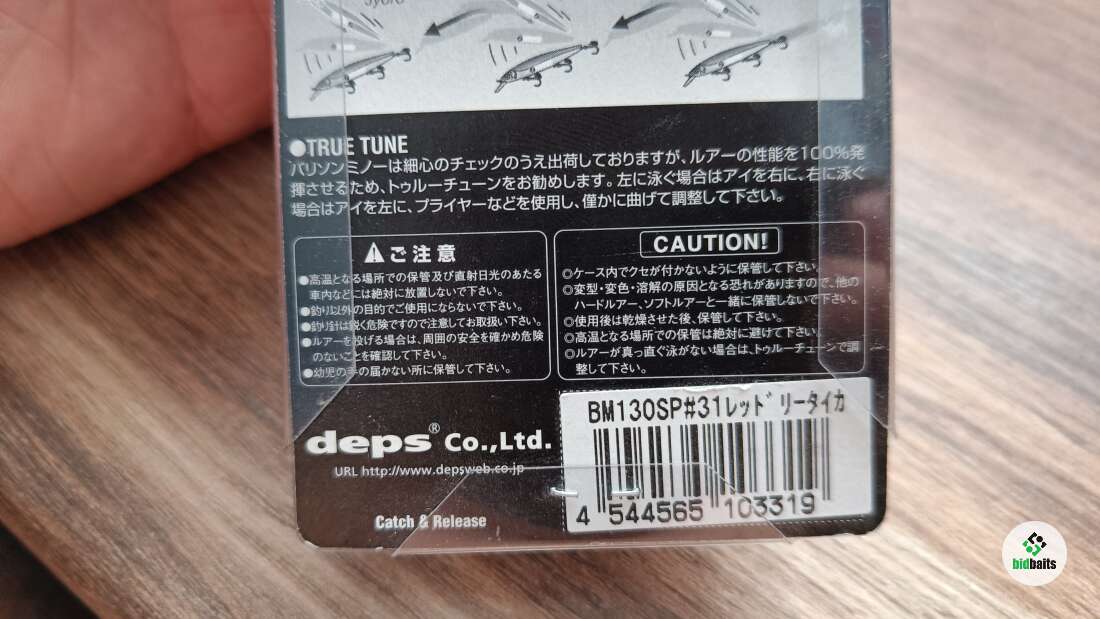 ●TRUE TUNE
バリソンミノーは細心のチェックのうえ出荷しておりますが、ルアーの性能を100%発
揮させるため、トゥルーチューンをお勧めします。左に泳ぐ場合はアイを右に、右に泳ぐ
場合はアイを左に、プライヤーなどを使用し、僅かに曲げて調整して下さい。
ご注意
●高温となる場所での保管及び直射日光のあたる
車内などには絶対に放置しないで下さい。
●釣り以外の目的でご使用にならないで下さい。
●釣り針は鋭く危険ですので注意してお取扱い下さい。
●ルアーを投げる場合は、周囲の安全を確かめ危険
のないことを確認して下さい。
●幼児の手の届かない所に保管して下さい。
CAUTION!
◎ケース内でクセが付かないように保管して下さい。
◎変型・変色・溶解の原因となる恐れがありますので、他の
ハードルアー、ソフトルアーと一緒に保管しないで下さい。
◎使用後は乾燥させた後、保管して下さい。
◎高温となる場所での保管は絶対に避けて下さい。
◎ルアーが真っ直ぐ泳がない場合は、トゥルーチューンで調
整して下さい。
deps® Co.,Ltd.
URL http://www.depsweb.co.jp
Catch & Release
BM130SP#31レッドリータイカ
4 544565 103319
bidbaits